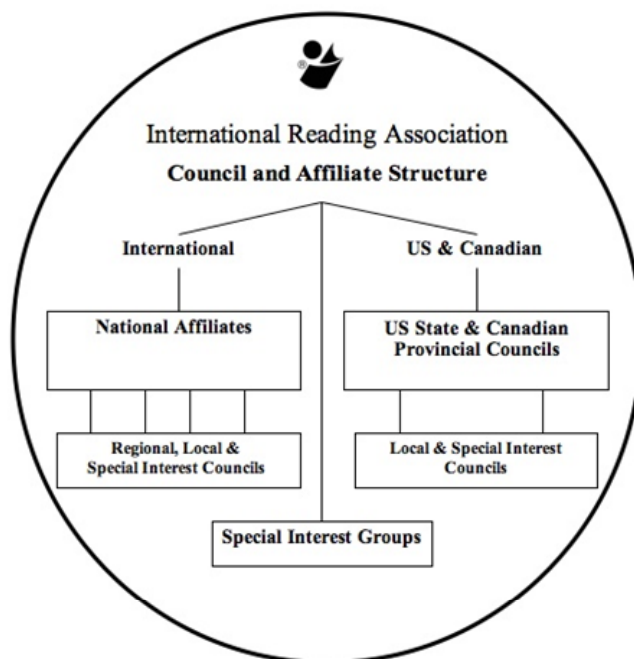 ®
International Reading Association
Council and Affiliate Structure
International
US & Canadian
National Affiliates
US State & Canadian
Provincial Councils
Regional, Local &
Special Interest Councils
Local & Special Interest
Councils
Special Interest Groups